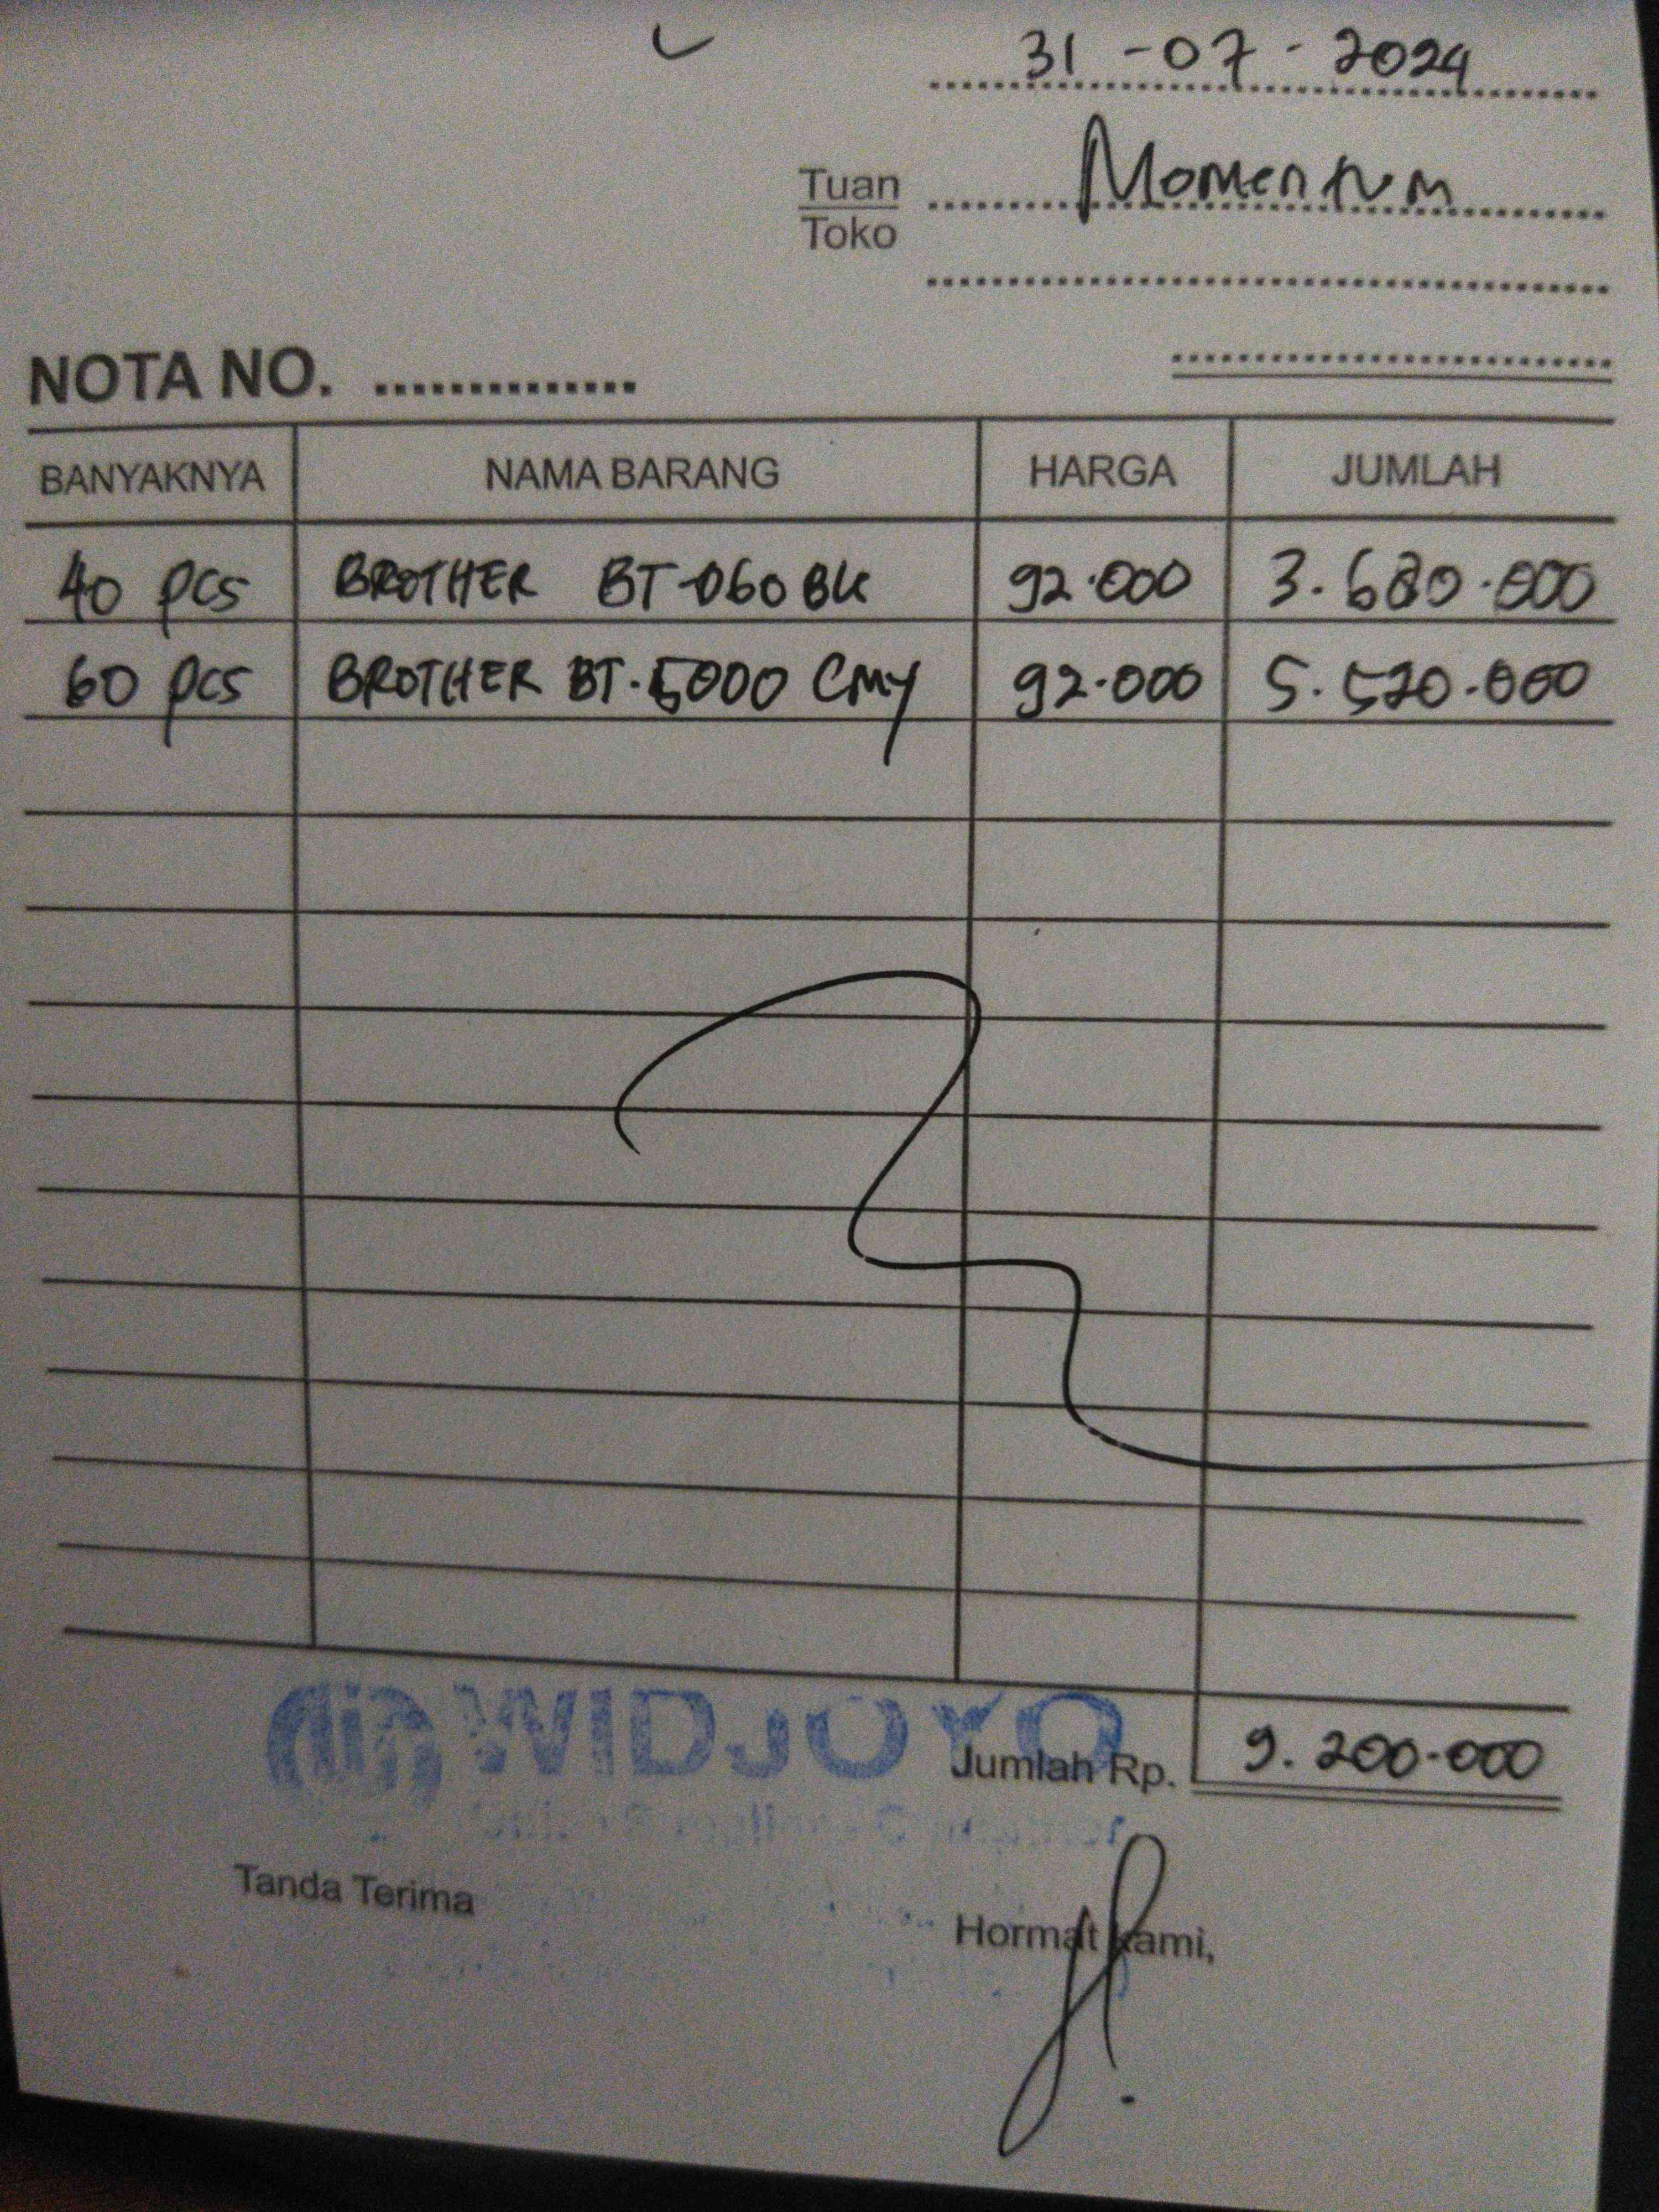 31 - 07 - 2024
Tuan Momentum
Toko
NOTA NO. ..............
BANYAKNYA NAMA BARANG HARGA JUMLAH
40 pcs BROTHER BT-D60 BK 92.000 3.680.000
60 pcs BROTHER BT.5000 CMY 92.000 5.520.000
WIDJOYO
Jumlah Rp. 9.200.000
Tanda Terima
Hormat kami,